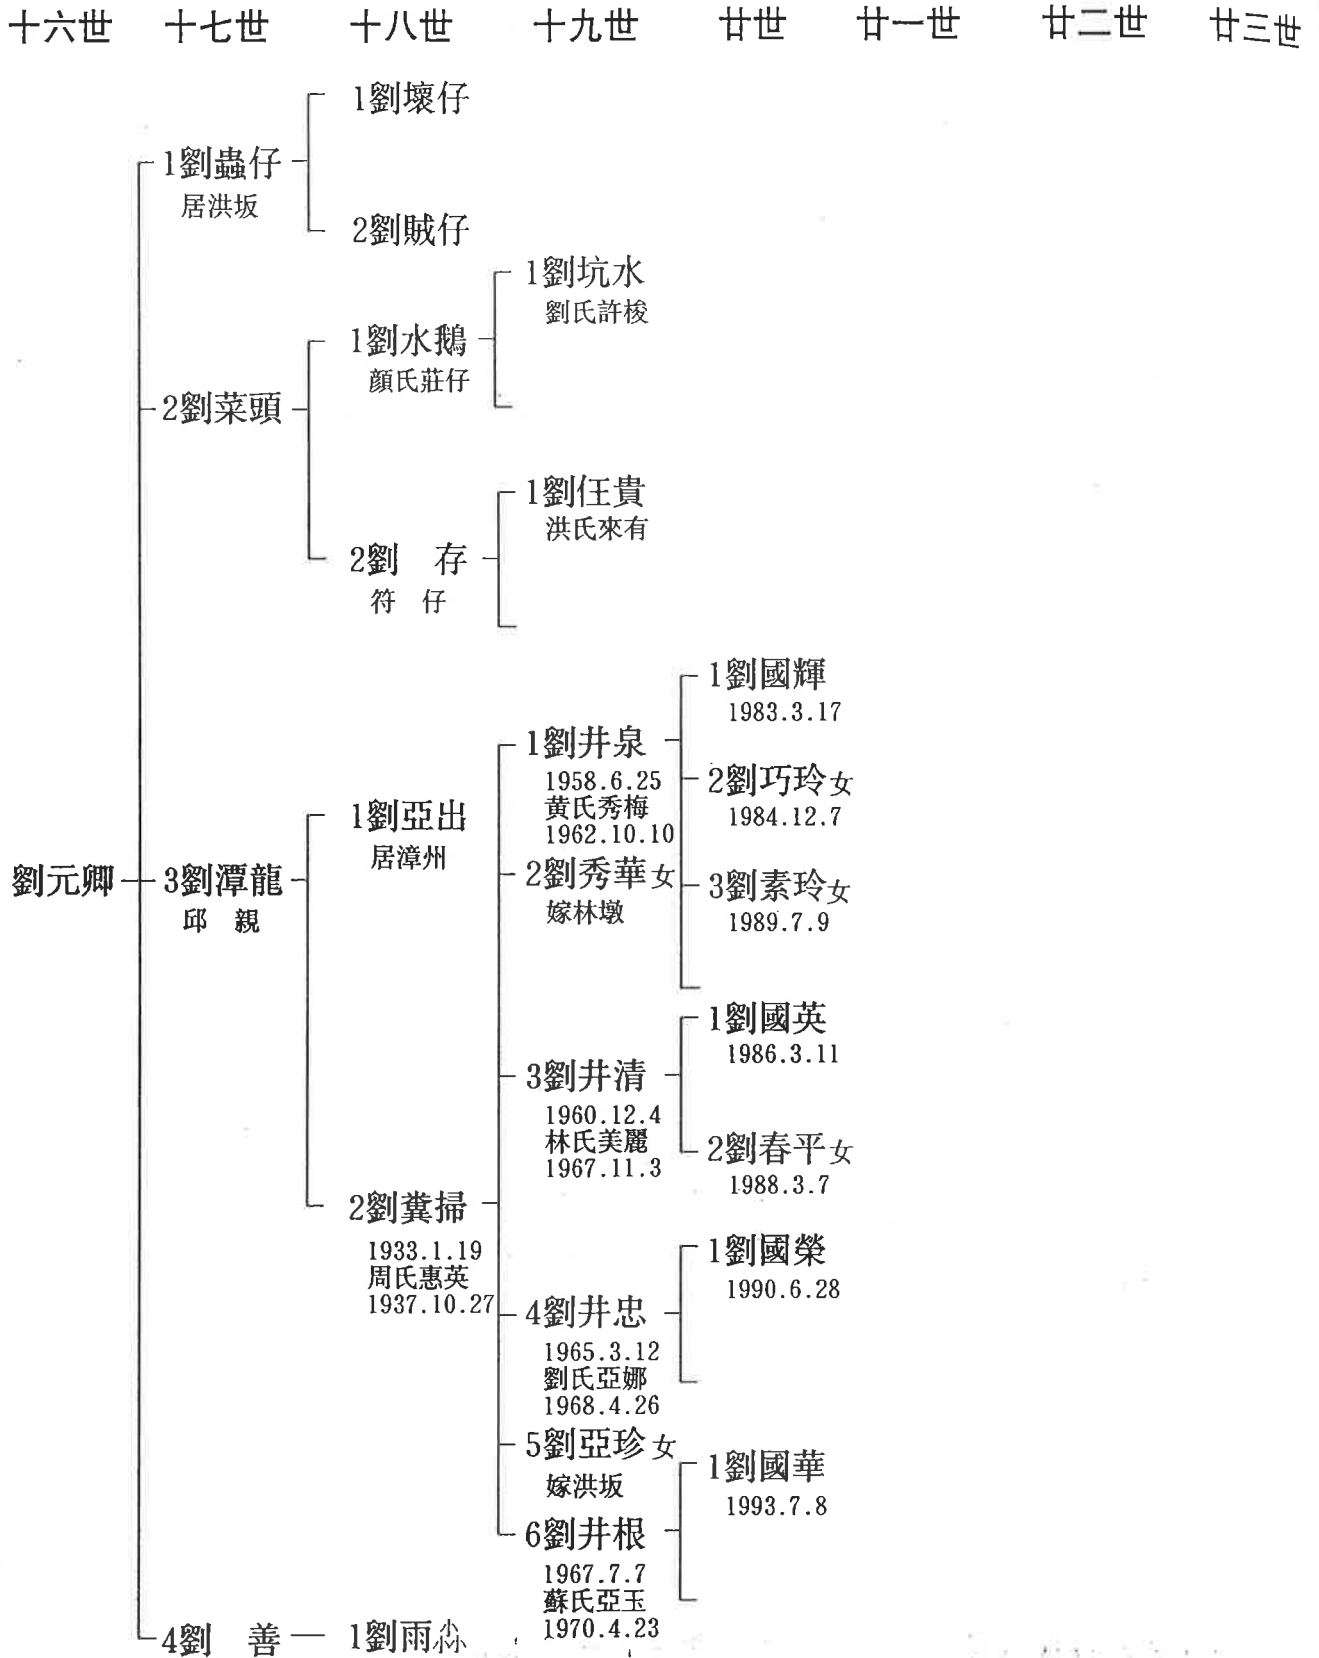 十六世 十七世 十八世 十九世 廿世 廿一世 廿二世 廿三世
1劉壞仔
1劉蟲仔
居洪坂
2劉賊仔
1劉坑水
劉氏許梭
1劉水鵝
顏氏莊仔
2劉菜頭
1劉任貴
洪氏來有
2劉 存
符 仔
1劉國輝
1983.3.17
1劉井泉
1958.6.25
黄氏秀梅
1962.10.10
2劉巧玲女
1984.12.7
1劉亞出
居漳州
劉元卿
3劉潭龍
邱 親
2劉秀華女
嫁林墩
3劉素玲女
1989.7.9
1劉國英
1986.3.11
3劉井清
1960.12.4
林氏美麗
1967.11.3
2劉春平女
1988.3.7
2劉糞掃
1933.1.19
周氏惠英
1937.10.27
1劉國榮
1990.6.28
4劉井忠
1965.3.12
劉氏亞娜
1968.4.26
5劉亞珍女
嫁洪坂
1劉國華
1993.7.8
6劉井根
1967.7.7
蘇氏亞玉
1970.4.23
4劉 善
1劉雨